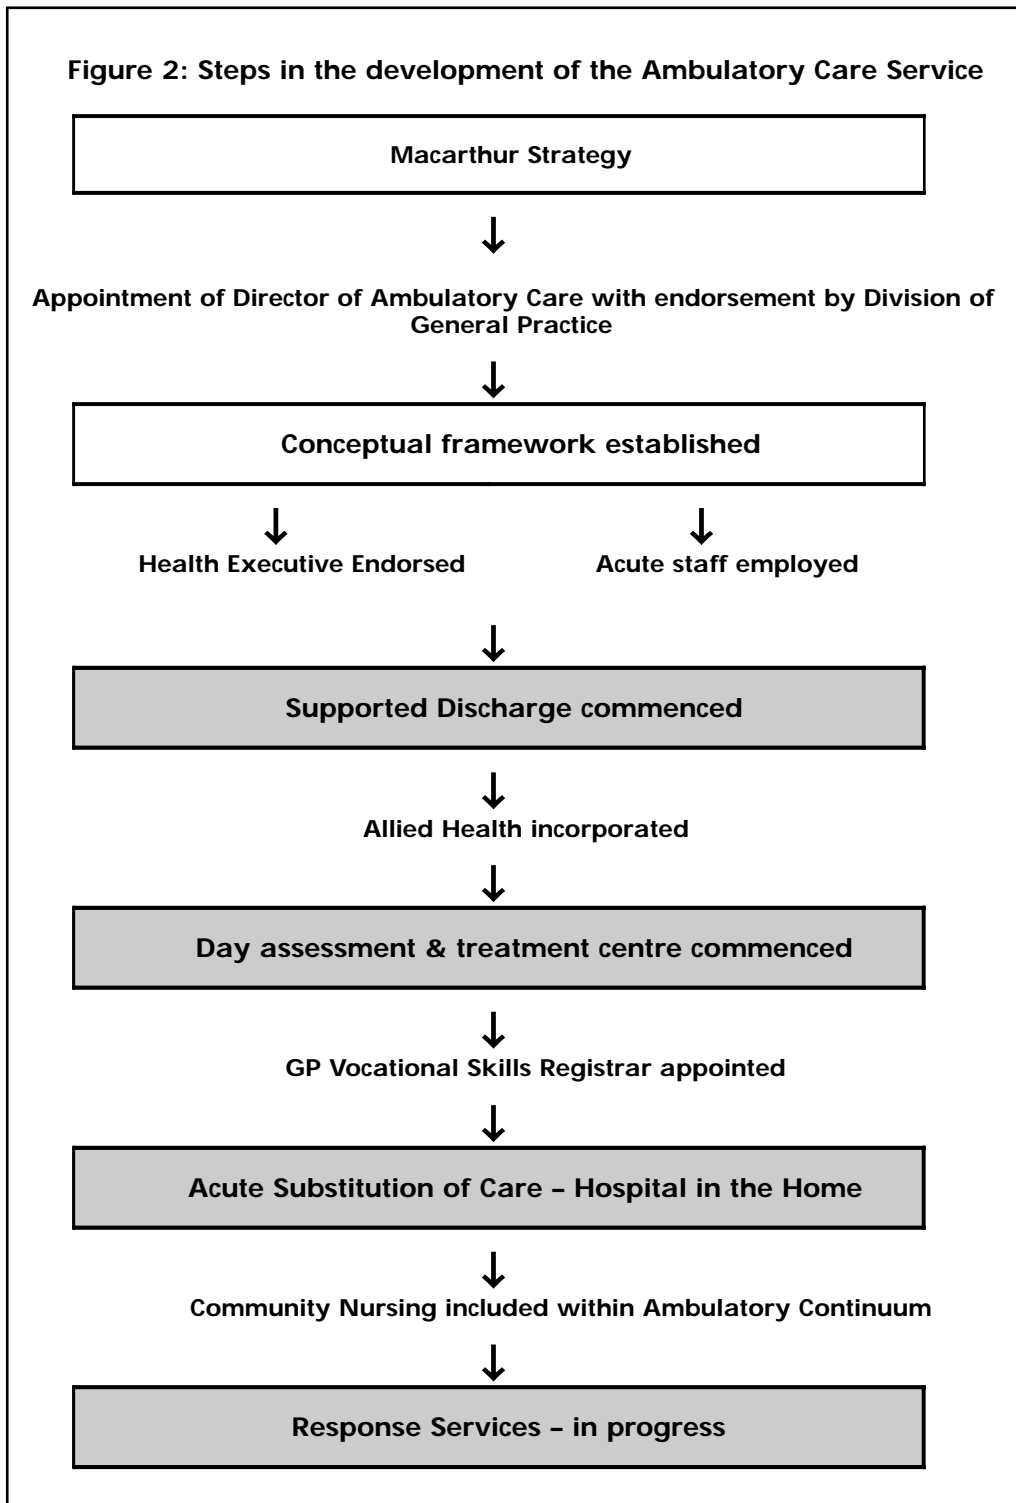 Figure 2: Steps in the development of the Ambulatory Care Service
Macarthur Strategy
Appointment of Director of Ambulatory Care with endorsement by Division of
General Practice
Conceptual framework established
Health Executive Endorsed Acute staff employed
Supported Discharge commenced
Allied Health incorporated
Day assessment & treatment centre commenced
GP Vocational Skills Registrar appointed
Acute Substitution of Care – Hospital in the Home
Community Nursing included within Ambulatory Continuum
Response Services – in progress